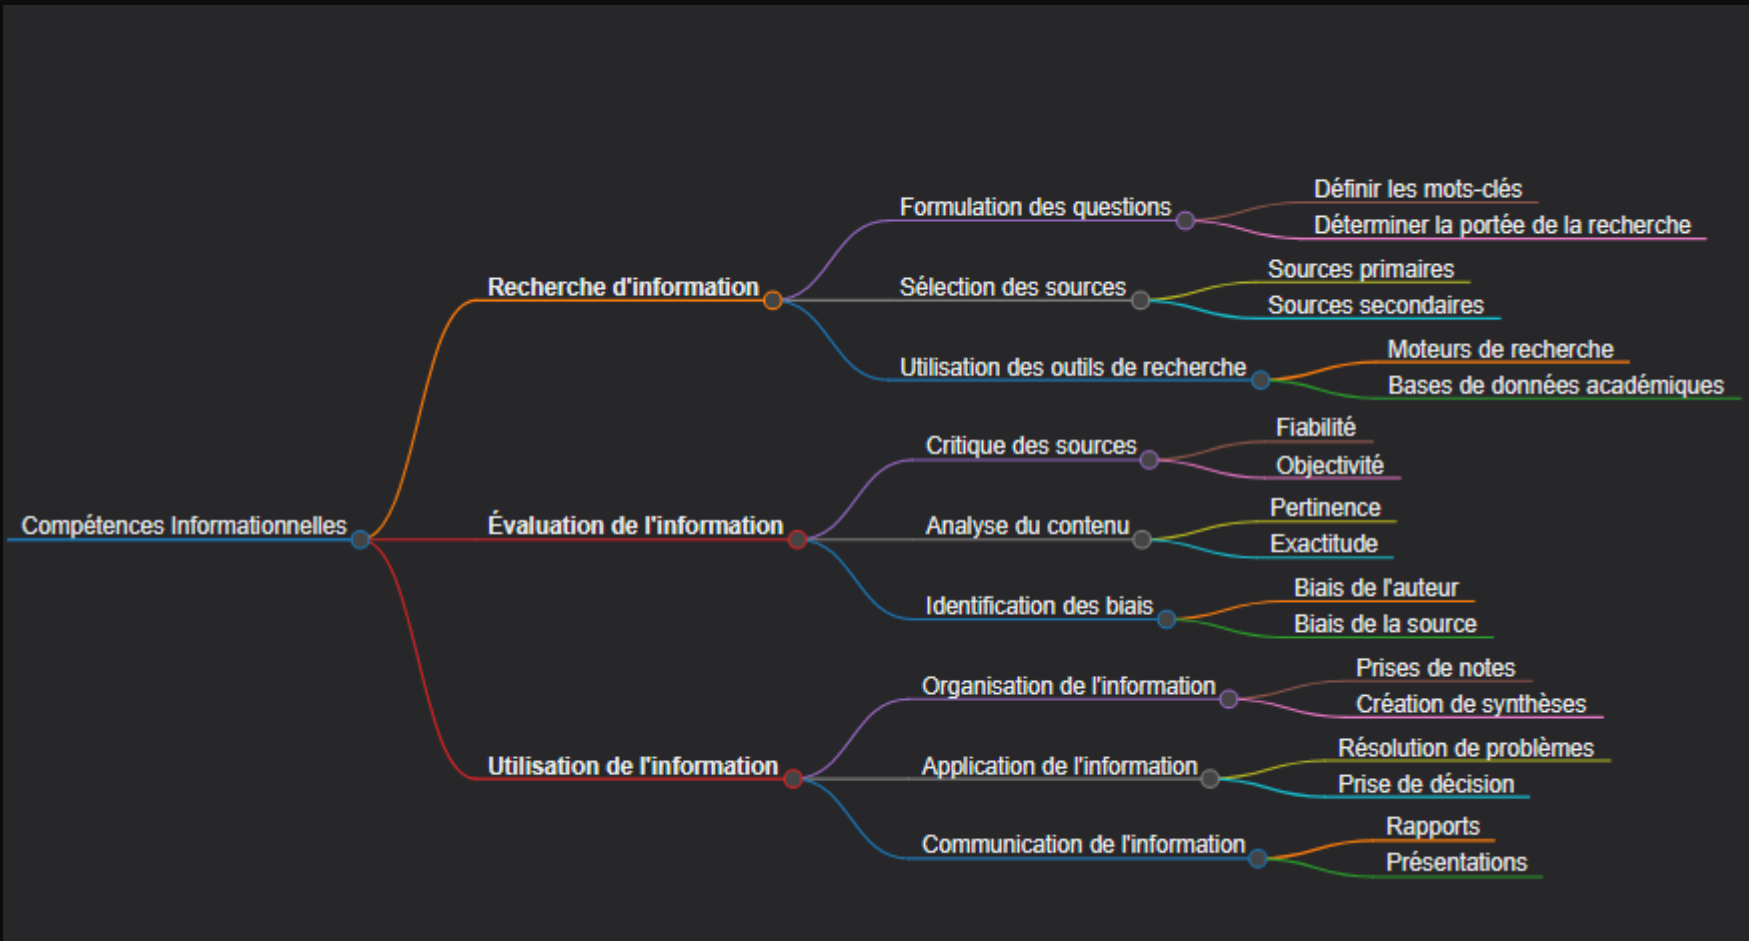 Compétences Informationnelles
Recherche d'information
Formulation des questions
Définir les mots-clés
Déterminer la portée de la recherche
Sélection des sources
Sources primaires
Sources secondaires
Utilisation des outils de recherche
Moteurs de recherche
Bases de données académiques
Évaluation de l'information
Critique des sources
Fiabilité
Objectivité
Analyse du contenu
Pertinence
Exactitude
Identification des biais
Biais de l'auteur
Biais de la source
Utilisation de l'information
Organisation de l'information
Prises de notes
Création de synthèses
Application de l'information
Résolution de problèmes
Prise de décision
Communication de l'information
Rapports
Présentations